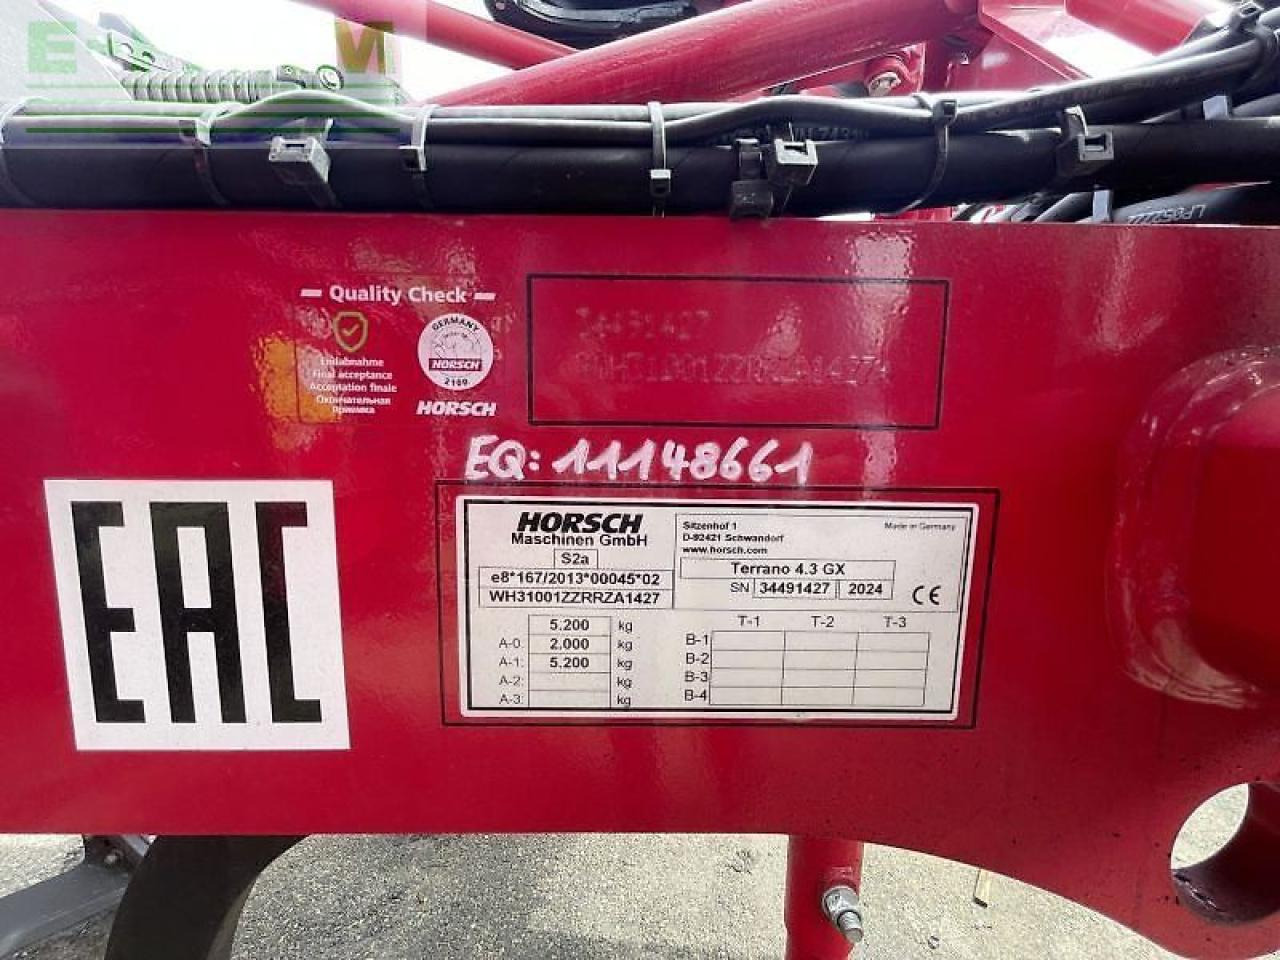 Quality Check
Endabnahme
Final acceptance
Acceptation finale
Окончательная
Приемка
GERMANY
HORSCH
2109
HORSCH
34491427
EQ: 11148661
EAC
HORSCH
Maschinen GmbH
S2a
e8*167/2013*00045*02
WH31001ZZRRZA1427
5.200 kg
A-0: 2.000 kg
A-1: 5.200 kg
A-2: kg
A-3: kg
Sitzenhof 1 Made in Germany
D-92421 Schwandorf
www.horsch.com
Terrano 4.3 GX
SN 34491427 2024 CE
T-1 T-2 T-3
B-1
B-2
B-3
B-4